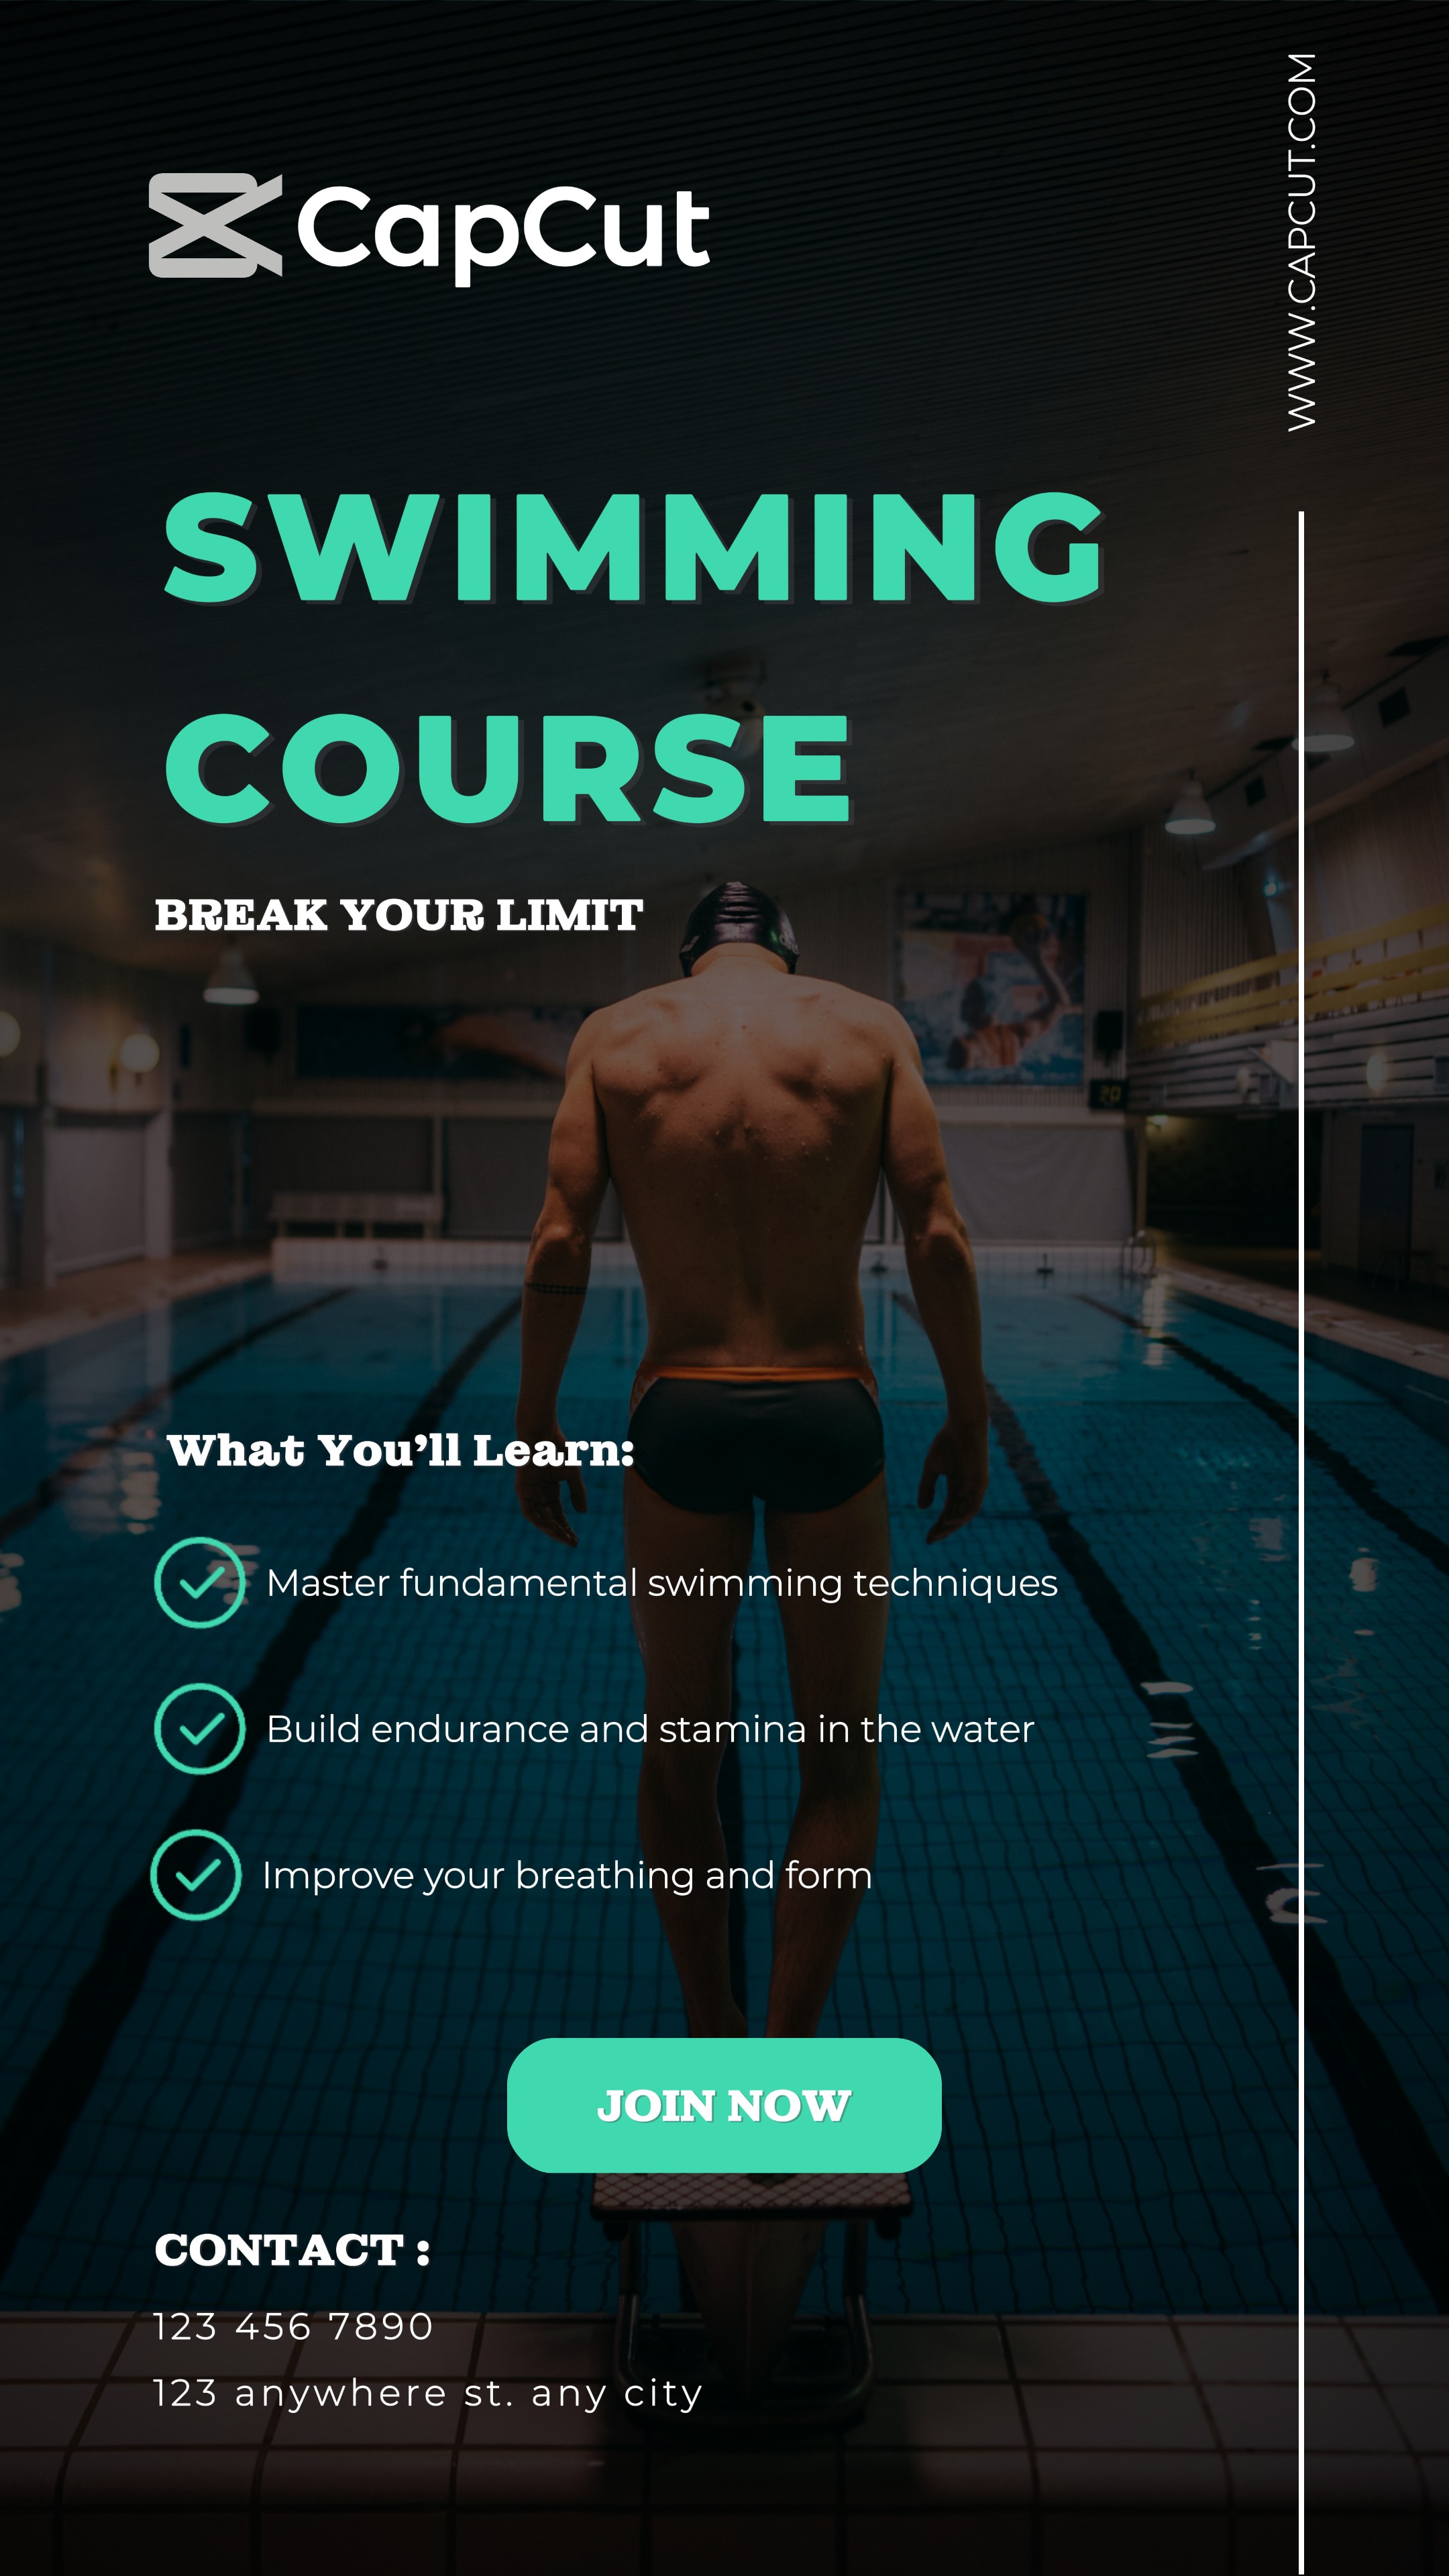 CapCut
WWW.CAPCUT.COM
SWIMMING
COURSE
BREAK YOUR LIMIT
20
What You’ll Learn:
Master fundamental swimming techniques
Build endurance and stamina in the water
Improve your breathing and form
JOIN NOW
CONTACT :
123 456 7890
123 anywhere st. any city